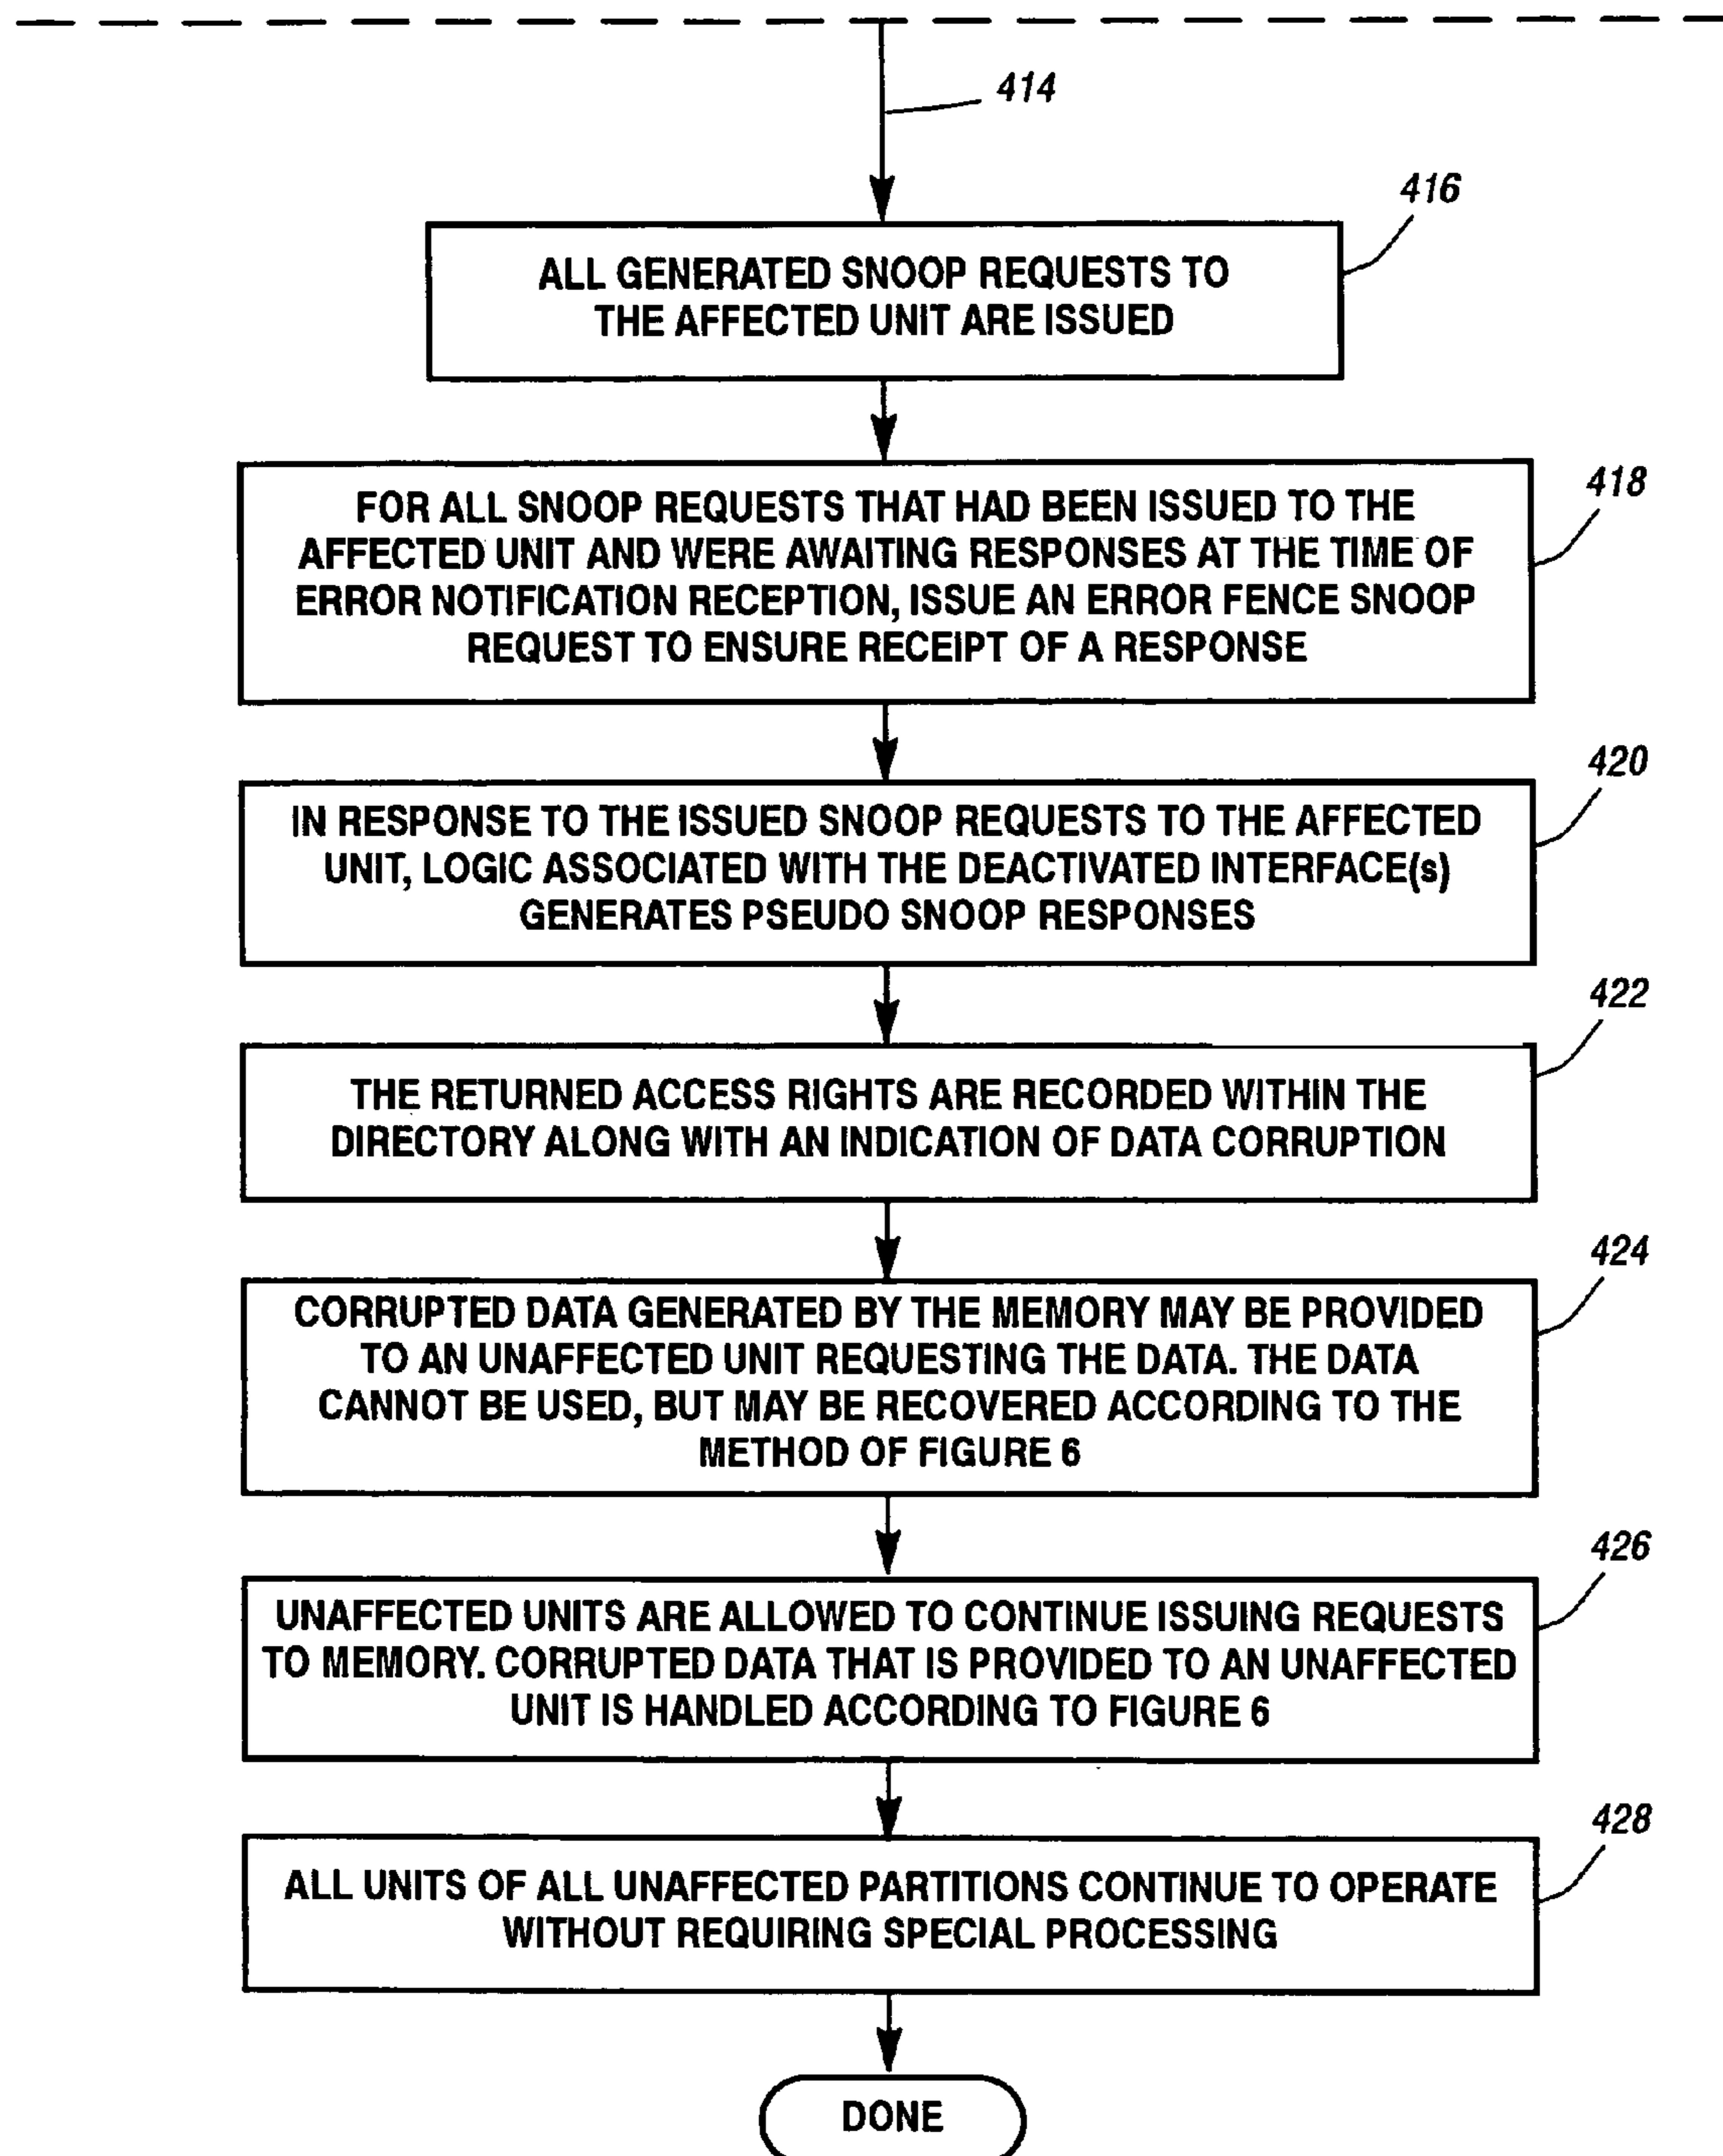 414
416
ALL GENERATED SNOOP REQUESTS TO
THE AFFECTED UNIT ARE ISSUED
418
FOR ALL SNOOP REQUESTS THAT HAD BEEN ISSUED TO THE
AFFECTED UNIT AND WERE AWAITING RESPONSES AT THE TIME OF
ERROR NOTIFICATION RECEPTION, ISSUE AN ERROR FENCE SNOOP
REQUEST TO ENSURE RECEIPT OF A RESPONSE
420
IN RESPONSE TO THE ISSUED SNOOP REQUESTS TO THE AFFECTED
UNIT, LOGIC ASSOCIATED WITH THE DEACTIVATED INTERFACE(s)
GENERATES PSEUDO SNOOP RESPONSES
422
THE RETURNED ACCESS RIGHTS ARE RECORDED WITHIN THE
DIRECTORY ALONG WITH AN INDICATION OF DATA CORRUPTION
424
CORRUPTED DATA GENERATED BY THE MEMORY MAY BE PROVIDED
TO AN UNAFFECTED UNIT REQUESTING THE DATA. THE DATA
CANNOT BE USED, BUT MAY BE RECOVERED ACCORDING TO THE
METHOD OF FIGURE 6
426
UNAFFECTED UNITS ARE ALLOWED TO CONTINUE ISSUING REQUESTS
TO MEMORY. CORRUPTED DATA THAT IS PROVIDED TO AN UNAFFECTED
UNIT IS HANDLED ACCORDING TO FIGURE 6
428
ALL UNITS OF ALL UNAFFECTED PARTITIONS CONTINUE TO OPERATE
WITHOUT REQUIRING SPECIAL PROCESSING
DONE